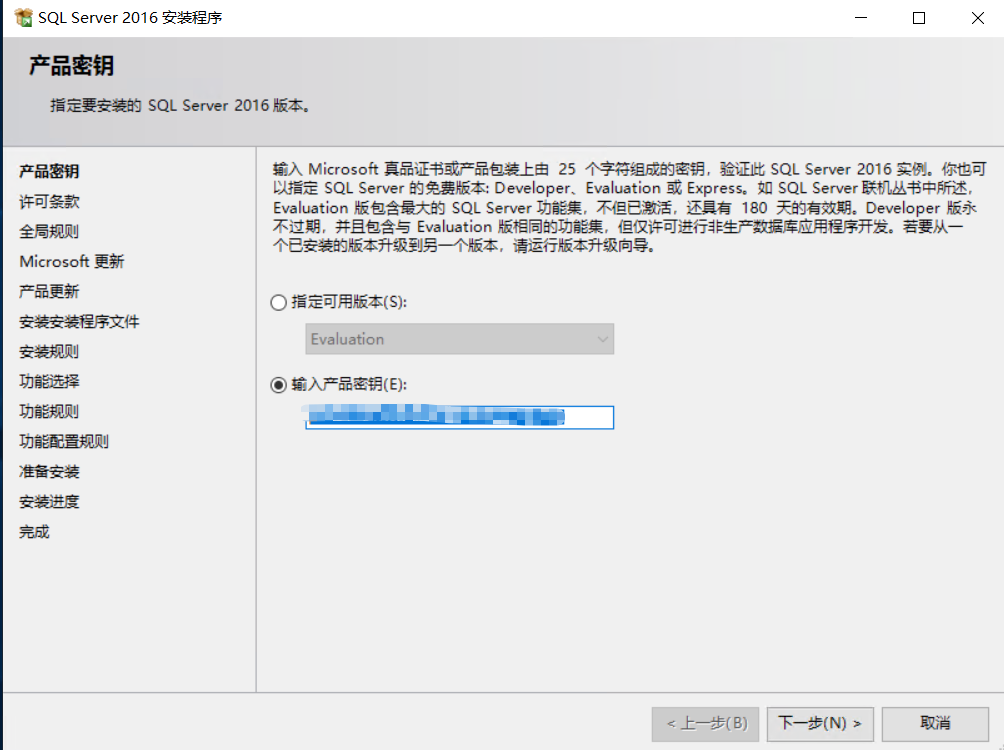 SQL Server 2016 安装程序
产品密钥
指定要安装的 SQL Server 2016 版本。
产品密钥
许可条款
全局规则
Microsoft 更新
产品更新
安装安装程序文件
安装规则
功能选择
功能规则
功能配置规则
准备安装
安装进度
完成
输入 Microsoft 真品证书或产品包装上由 25 个字符组成的密钥，验证此 SQL Server 2016 实例。你也可
以指定 SQL Server 的免费版本: Developer、Evaluation 或 Express。如 SQL Server 联机丛书中所述，
Evaluation 版包含最大的 SQL Server 功能集，不但已激活，还具有 180 天的有效期。Developer 版永
不过期，并且包含与 Evaluation 版相同的功能集，但仅许可进行非生产数据库应用程序开发。若要从一
个已安装的版本升级到另一个版本，请运行版本升级向导。
指定可用版本(S):
Evaluation
输入产品密钥(E):
< 上一步(B)
下一步(N) >
取消